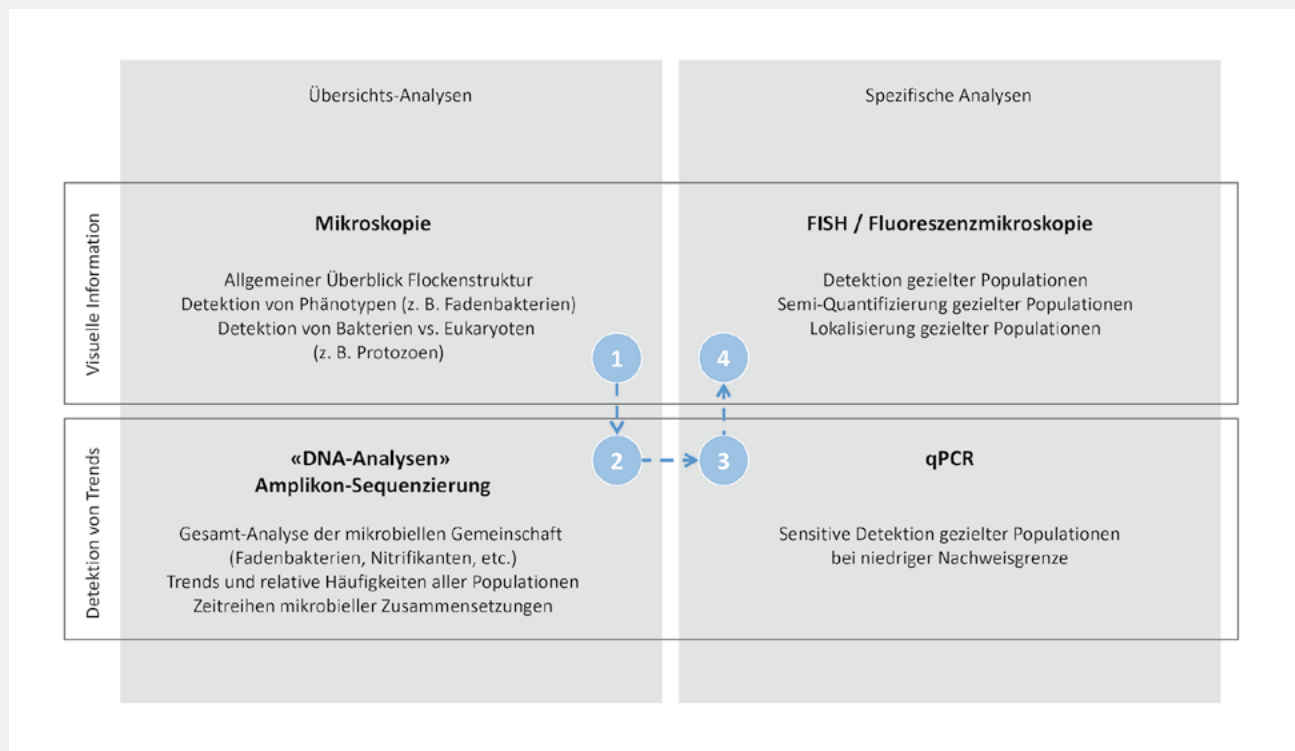 Übersichts-Analysen
Spezifische Analysen
Visuelle Information
Mikroskopie
Allgemeiner Überblick Flockenstruktur
Detektion von Phänotypen (z. B. Fadenbakterien)
Detektion von Bakterien vs. Eukaryoten
(z. B. Protozoen)
1
FISH / Fluoreszenzmikroskopie
Detektion gezielter Populationen
Semi-Quantifizierung gezielter Populationen
Lokalisierung gezielter Populationen
4
Detektion von Trends
«DNA-Analysen»
Amplikon-Sequenzierung
2
Gesamt-Analyse der mikrobiellen Gemeinschaft
(Fadenbakterien, Nitrifikanten, etc.)
Trends und relative Häufigkeiten aller Populationen
Zeitreihen mikrobieller Zusammensetzungen
3
qPCR
Sensitive Detektion gezielter Populationen
bei niedriger Nachweisgrenze